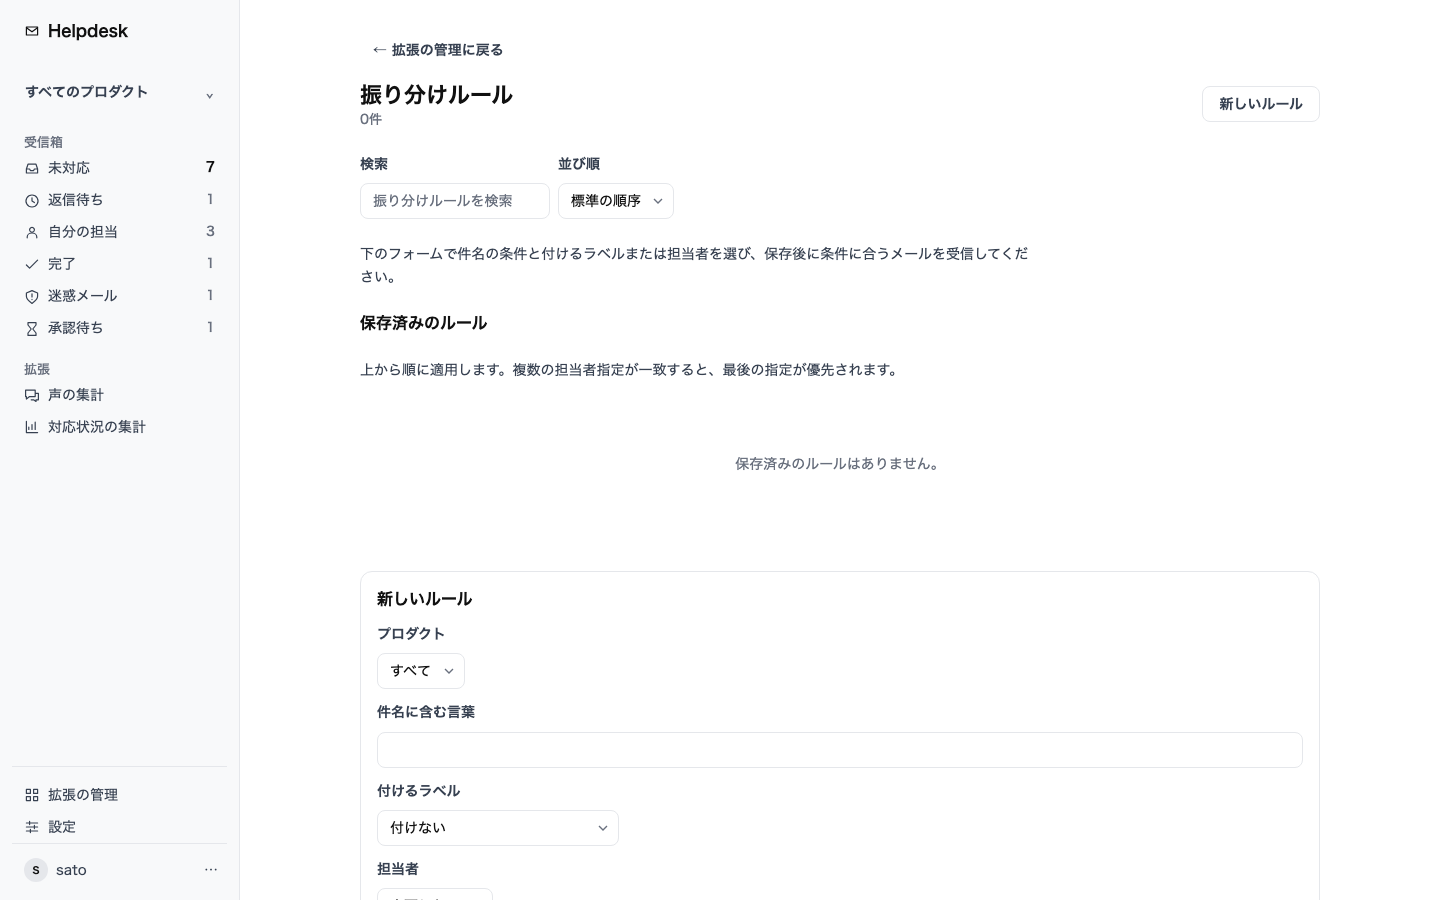 Helpdesk
すべてのプロダクト
受信箱
未対応 7
返信待ち 1
自分の担当 3
完了 1
迷惑メール 1
承認待ち 1
拡張
声の集計
対応状況の集計
拡張の管理
設定
S sato ...
← 拡張の管理に戻る
振り分けルール
0件
新しいルール
検索 並び順
振り分けルールを検索 標準の順序
下のフォームで件名の条件と付けるラベルまたは担当者を選び、保存後に条件に合うメールを受信してくだ
さい。
保存済みのルール
上から順に適用します。複数の担当者指定が一致すると、最後の指定が優先されます。
保存済みのルールはありません。
新しいルール
プロダクト
すべて
件名に含む言葉
付けるラベル
付けない
担当者